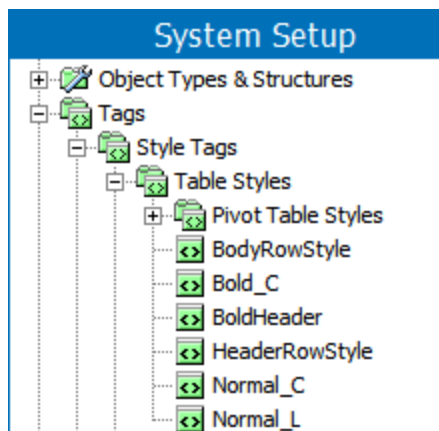 System Setup
Object Types & Structures
Tags
Style Tags
Table Styles
Pivot Table Styles
BodyRowStyle
Bold_C
BoldHeader
HeaderRowStyle
Normal_C
Normal_L